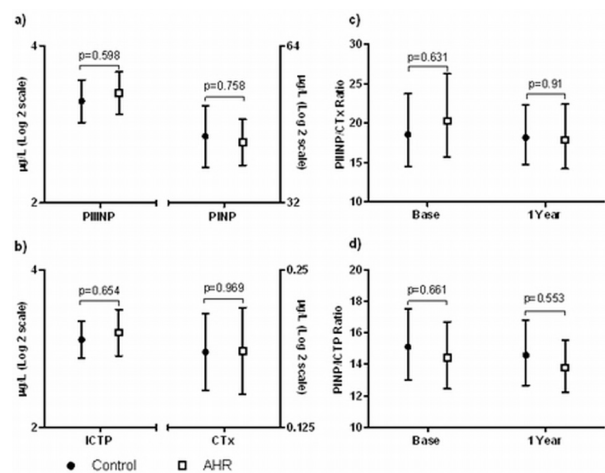 a)
4
64
p=0.598
p=0.758
µg/L (Log 2 scale)
µg/L (Log 2 scale)
2
32
PIIINP
PINP
b)
4
0.25
p=0.654
p=0.969
µg/L (Log 2 scale)
µg/L (Log 2 scale)
2
0.125
ICTP
CTx
Control
AHR
c)
30
25
20
15
10
p=0.631
p=0.91
PIIINP/CTx Ratio
Base
1Year
d)
20
18
16
14
12
10
p=0.661
p=0.553
PINP/ICTP Ratio
Base
1Year